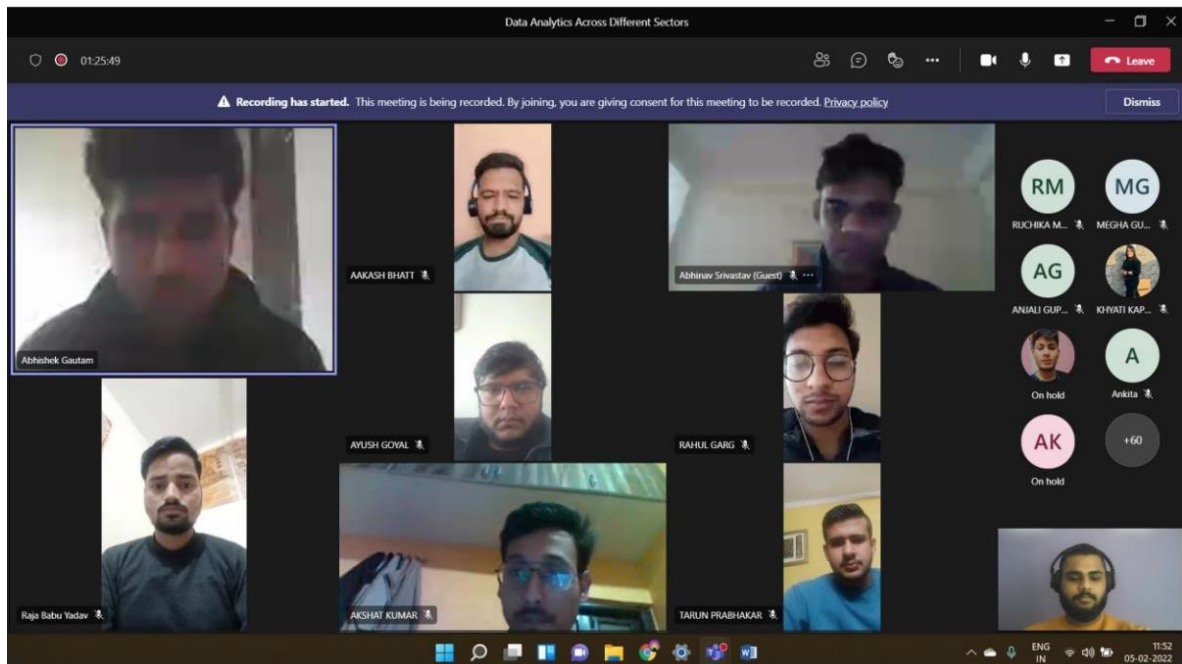 Data Analytics Across Different Sectors
01:25:49
Leave
Recording has started. This meeting is being recorded. By joining, you are giving consent for this meeting to be recorded. Privacy policy
Dismiss
Abhishek Gautam
AAKASH BHATT
Abhinav Srivastav (Guest)
RM
RUCHIKA M...
MG
MEGHA GU...
AG
ANJALI GUP...
KHYATI KAP...
On hold
A
Ankita
AK
On hold
+60
AYUSH GOYAL
RAHUL GARG
Raja Babu Yadav
AKSHAT KUMAR
TARUN PRABHAKAR
ENG
IN
11:52
05-02-2022